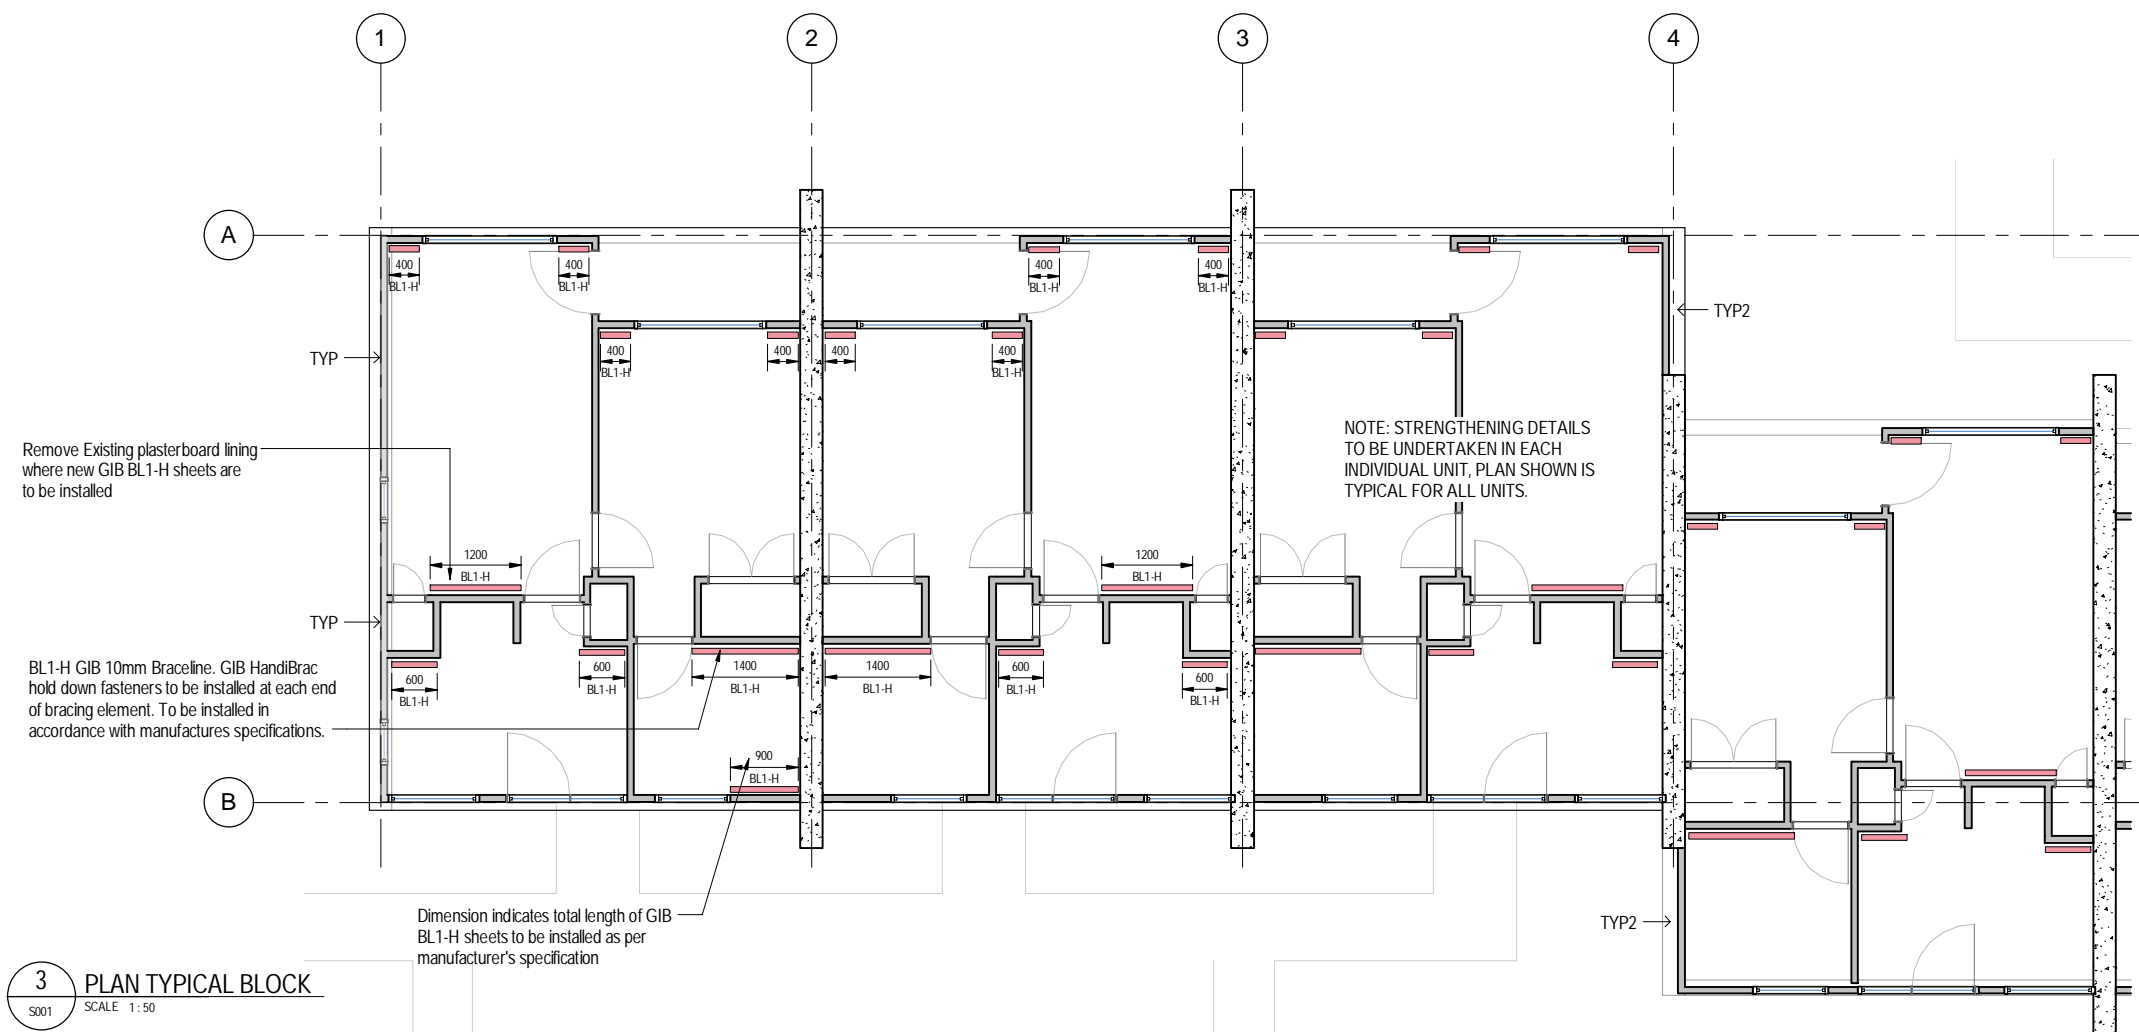 1
2
3
4
A
400
BL1-H
400
BL1-H
400
BL1-H
400
BL1-H
TYP2
TYP
400
BL1-H
400
400
400
BL1-H
Remove Existing plasterboard lining
where new GIB BL1-H sheets are
to be installed
NOTE: STRENGTHENING DETAILS
TO BE UNDERTAKEN IN EACH
INDIVIDUAL UNIT, PLAN SHOWN IS
TYPICAL FOR ALL UNITS.
1200
BL1-H
1200
BL1-H
TYP
BL1-H GIB 10mm Braceline. GIB HandiBrac
hold down fasteners to be installed at each end
of bracing element. To be installed in
accordance with manufactures specifications.
600
BL1-H
600
BL1-H
1400
BL1-H
1400
BL1-H
600
BL1-H
600
BL1-H
900
BL1-H
B
Dimension indicates total length of GIB
BL1-H sheets to be installed as per
manufacturer's specification
TYP2
3
S001
PLAN TYPICAL BLOCK
SCALE 1 : 50